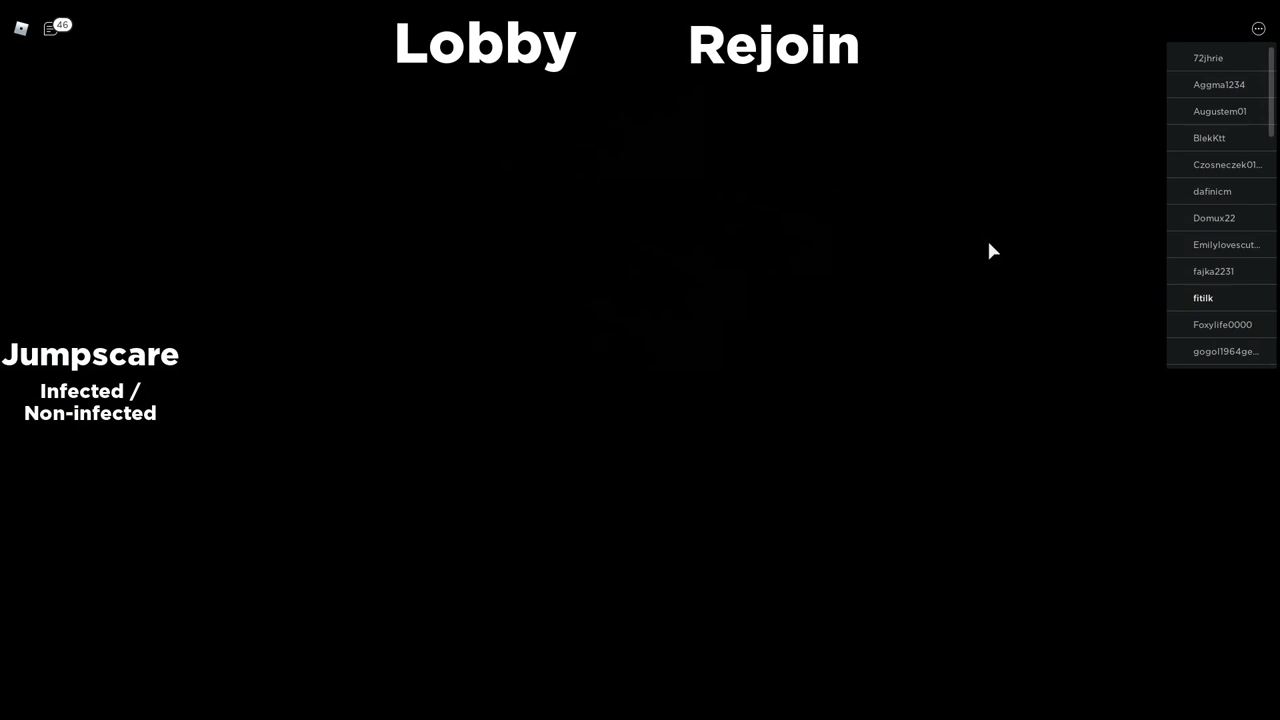 46
Lobby
Rejoin
72jhrie
Aggma1234
Augustem01
BlekKtt
Czosneczek01...
dafinicm
Domux22
Emilylovescut...
fajka2231
fitilk
Foxylife0000
gogol1964ge...
Jumpscare
Infected /
Non-infected